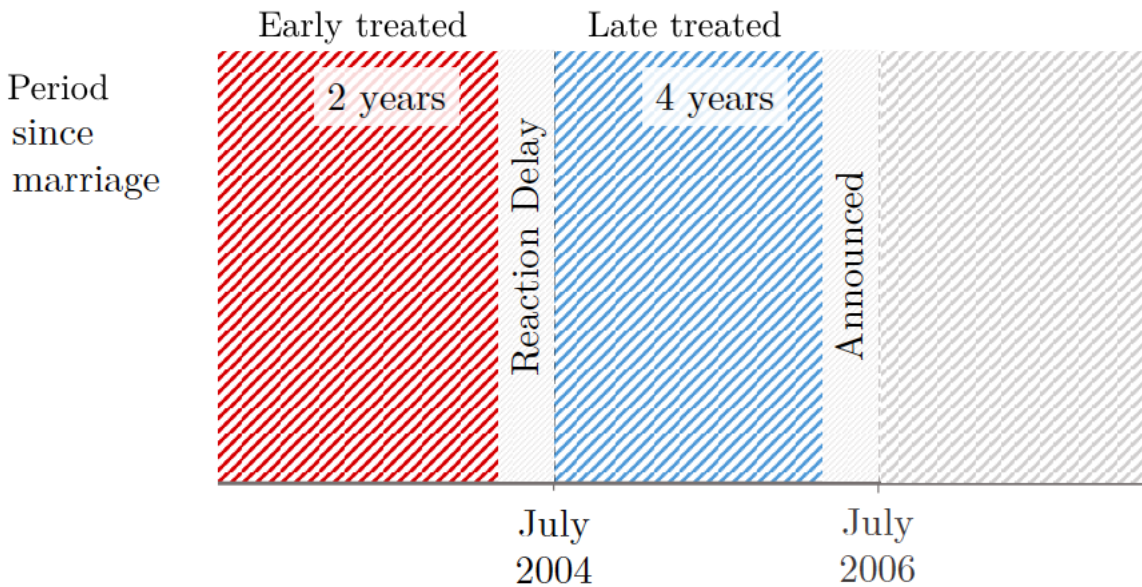 Early treated
Late treated
Period
since
marriage
2 years
4 years
Reaction Delay
Announced
July
2004
July
2006